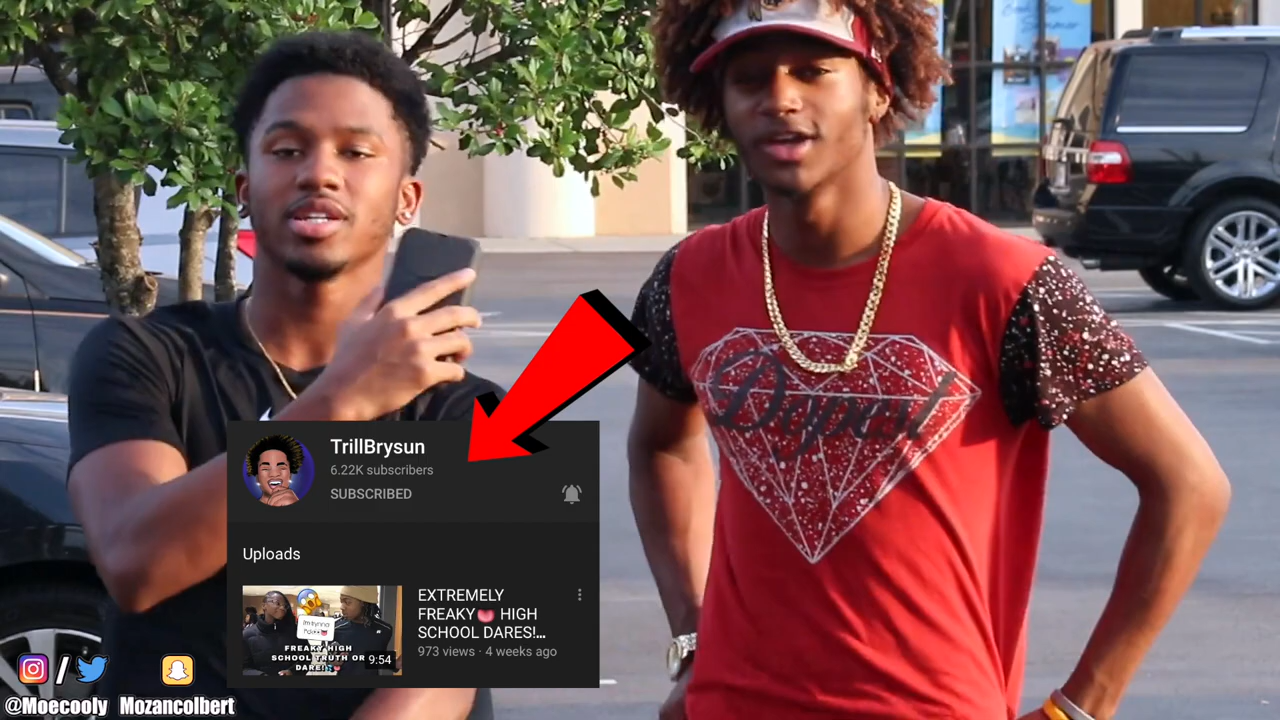 Dopest
TrillBrysun
6.22K subscribers
SUBSCRIBED
Uploads
EXTREMELY
FREAKY👅 HIGH
SCHOOL DARES!...
973 views · 4 weeks ago
FREAKY HIGH
SCHOOL TRUTH OR
DARE!
9:54
@Moecooly Mozancolbert